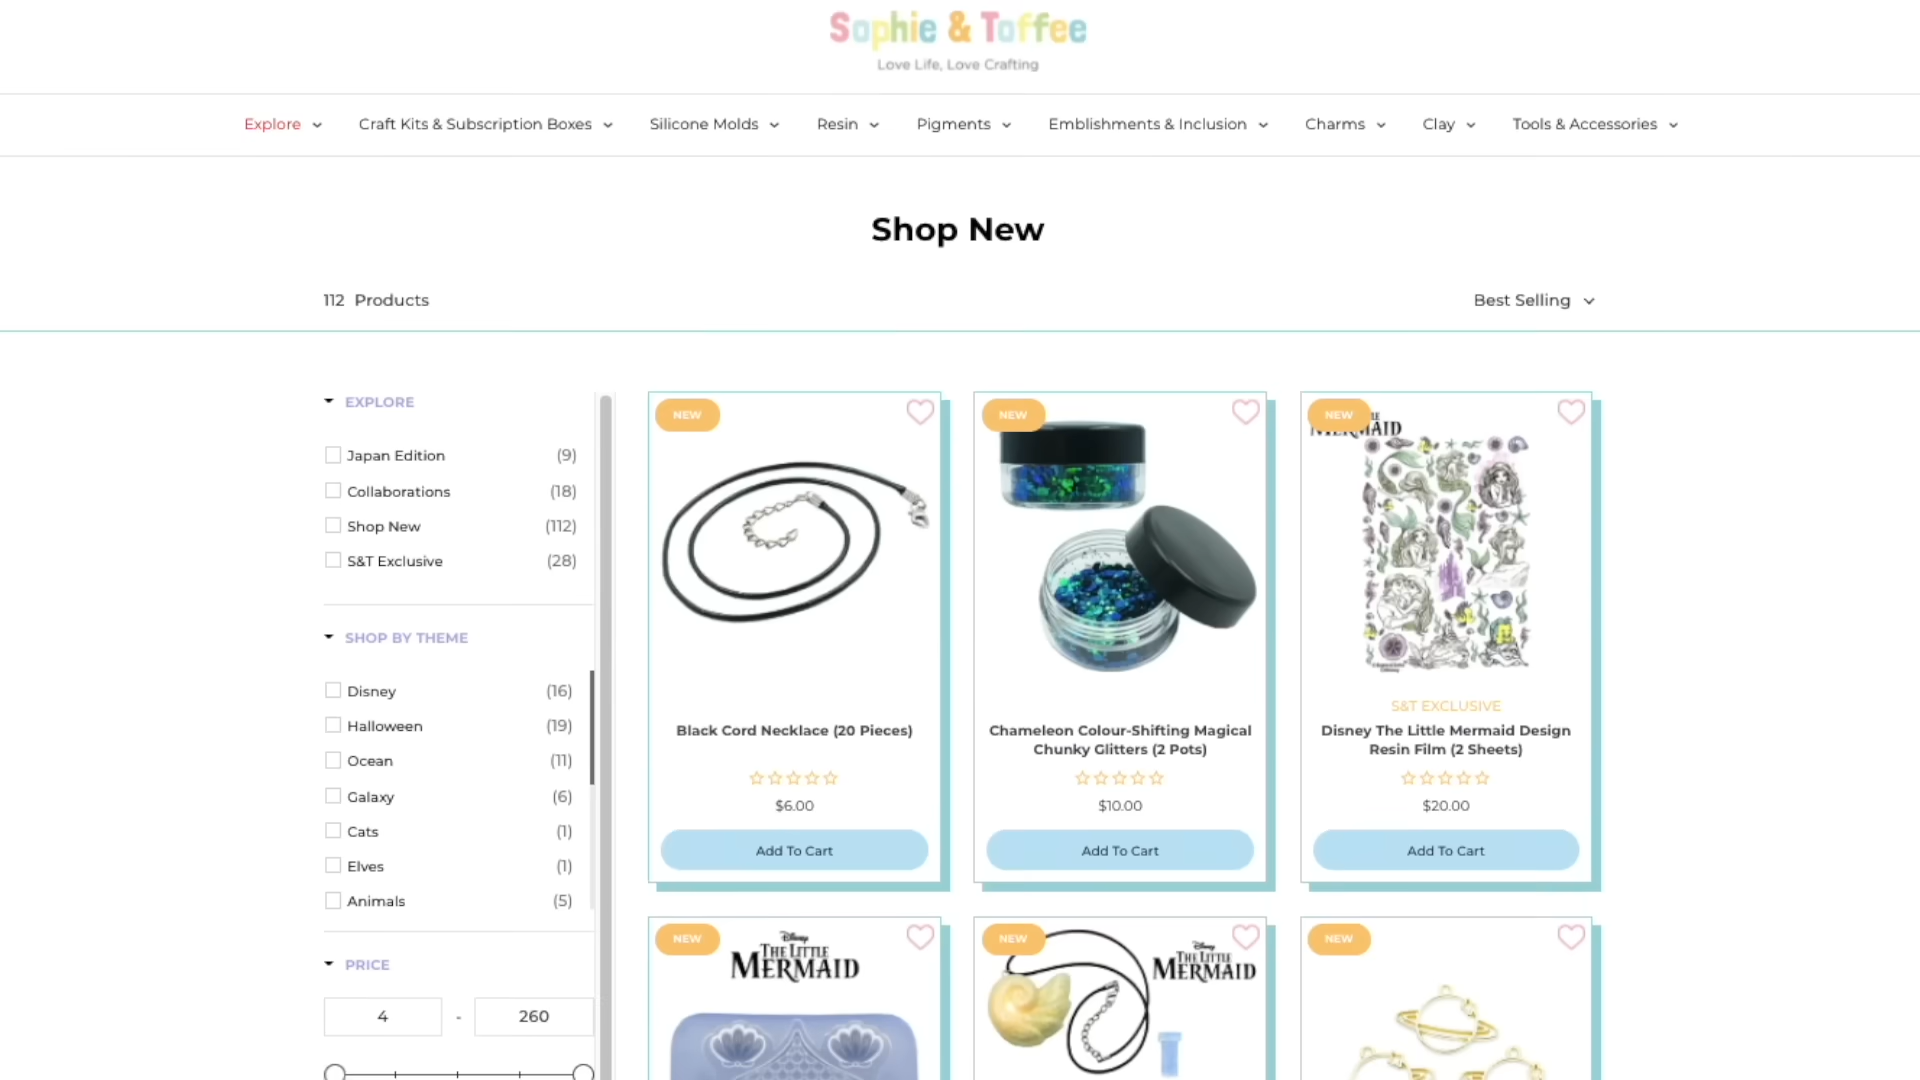 Sophie & Toffee
Love Life, Love Crafting
Explore Craft Kits & Subscription Boxes Silicone Molds Resin Pigments Emblishments & Inclusion Charms Clay Tools & Accessories
Shop New
112 Products
Best Selling
EXPLORE
Japan Edition (9)
Collaborations (18)
Shop New (112)
S&T Exclusive (28)
SHOP BY THEME
Disney (16)
Halloween (19)
Ocean (11)
Galaxy (6)
Cats (1)
Elves (1)
Animals (5)
PRICE
4 - 260
NEW
Black Cord Necklace (20 Pieces)
$6.00
Add To Cart
NEW
Chameleon Colour-Shifting Magical
Chunky Glitters (2 Pots)
$10.00
Add To Cart
NEW
MERMAID
S&T EXCLUSIVE
Disney The Little Mermaid Design
Resin Film (2 Sheets)
$20.00
Add To Cart
NEW
Disney
THE LITTLE
MERMAID
NEW
Disney
THE LITTLE
MERMAID
NEW